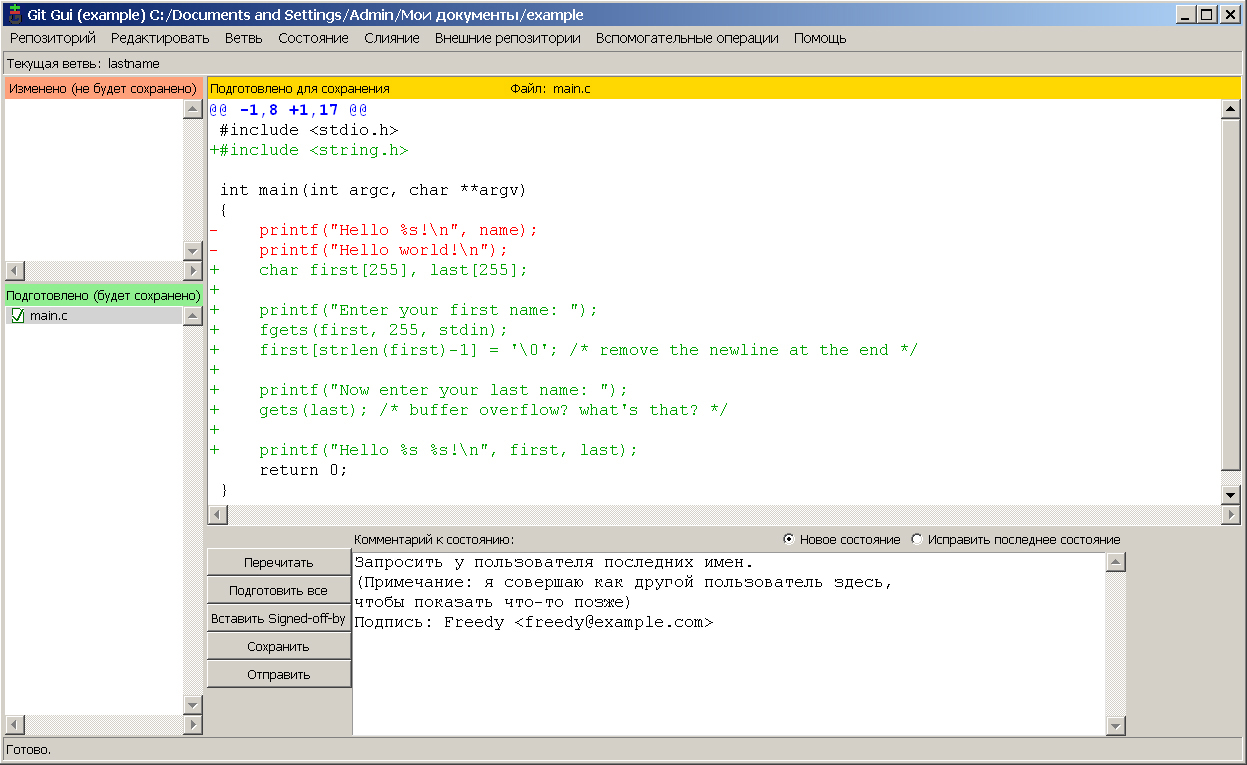 Git Gui (example) C:/Documents and Settings/Admin/Мои документы/example
Репозиторий Редактировать Ветвь Состояние Слияние Внешние репозитории Вспомогательные операции Помощь
Текущая ветвь: lastname
Изменено (не будет сохранено)
Подготовлено для сохранения Файл: main.c
@@ -1,8 +1,17 @@
 #include <stdio.h>
+#include <string.h>
 int main(int argc, char **argv)
 {
-    printf("Hello %s!\n", name);
-    printf("Hello world!\n");
+    char first[255], last[255];
+
+    printf("Enter your first name: ");
+    fgets(first, 255, stdin);
+    first[strlen(first)-1] = '\0'; /* remove the newline at the end */
+
+    printf("Now enter your last name: ");
+    gets(last); /* buffer overflow? what's that? */
+
+    printf("Hello %s %s!\n", first, last);
     return 0;
 }
Подготовлено (будет сохранено)
main.c
Комментарий к состоянию: Новое состояние Исправить последнее состояние
Перечитать
Подготовить все
Вставить Signed-off-by
Сохранить
Отправить
Запросить у пользователя последних имен.
(Примечание: я совершаю как другой пользователь здесь,
чтобы показать что-то позже)
Подпись: Freedy <freedy@example.com>
Готово.